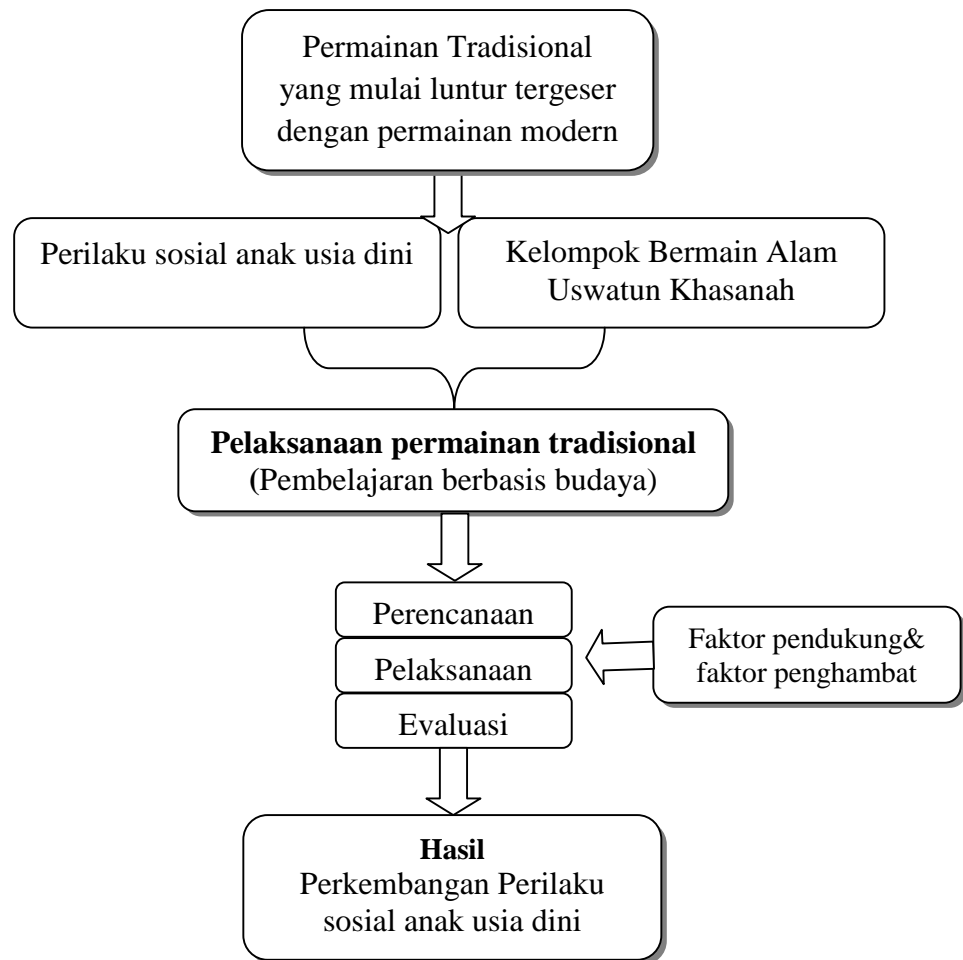 Permainan Tradisional
yang mulai luntur tergeser
dengan permainan modern
Perilaku sosial anak usia dini
Kelompok Bermain Alam
Uswatun Khasanah
Pelaksanaan permainan tradisional
(Pembelajaran berbasis budaya)
Perencanaan
Pelaksanaan
Faktor pendukung&
faktor penghambat
Evaluasi
Hasil
Perkembangan Perilaku
sosial anak usia dini